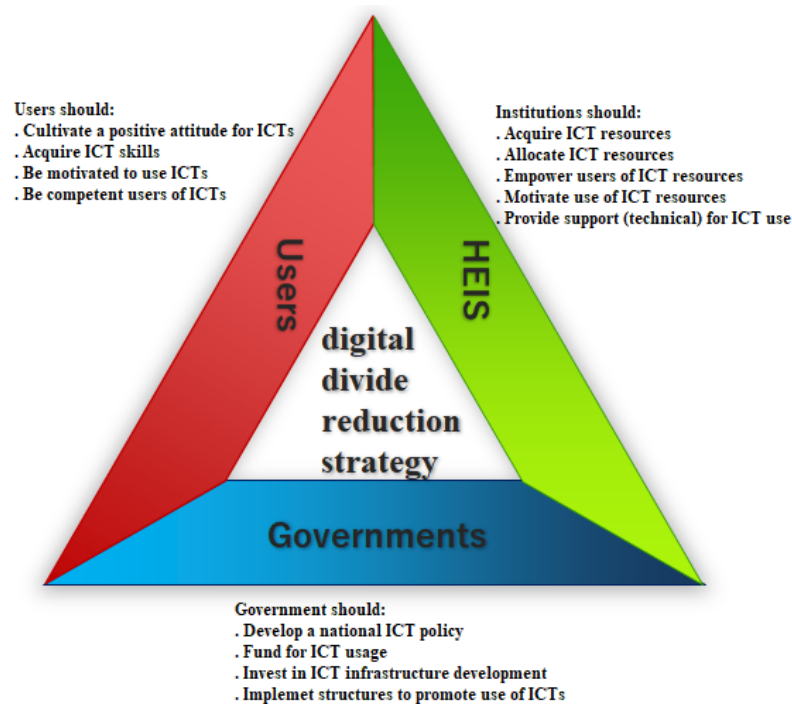 Users should:
. Cultivate a positive attitude for ICTs
. Acquire ICT skills
. Be motivated to use ICTs
. Be competent users of ICTs
Institutions should:
. Acquire ICT resources
. Allocate ICT resources
. Empower users of ICT resources
. Motivate use of ICT resources
. Provide support (technical) for ICT use
Users
HEIS
digital
divide
reduction
strategy
Governments
Government should:
. Develop a national ICT policy
. Fund for ICT usage
. Invest in ICT infrastructure development
. Implemet structures to promote use of ICTs